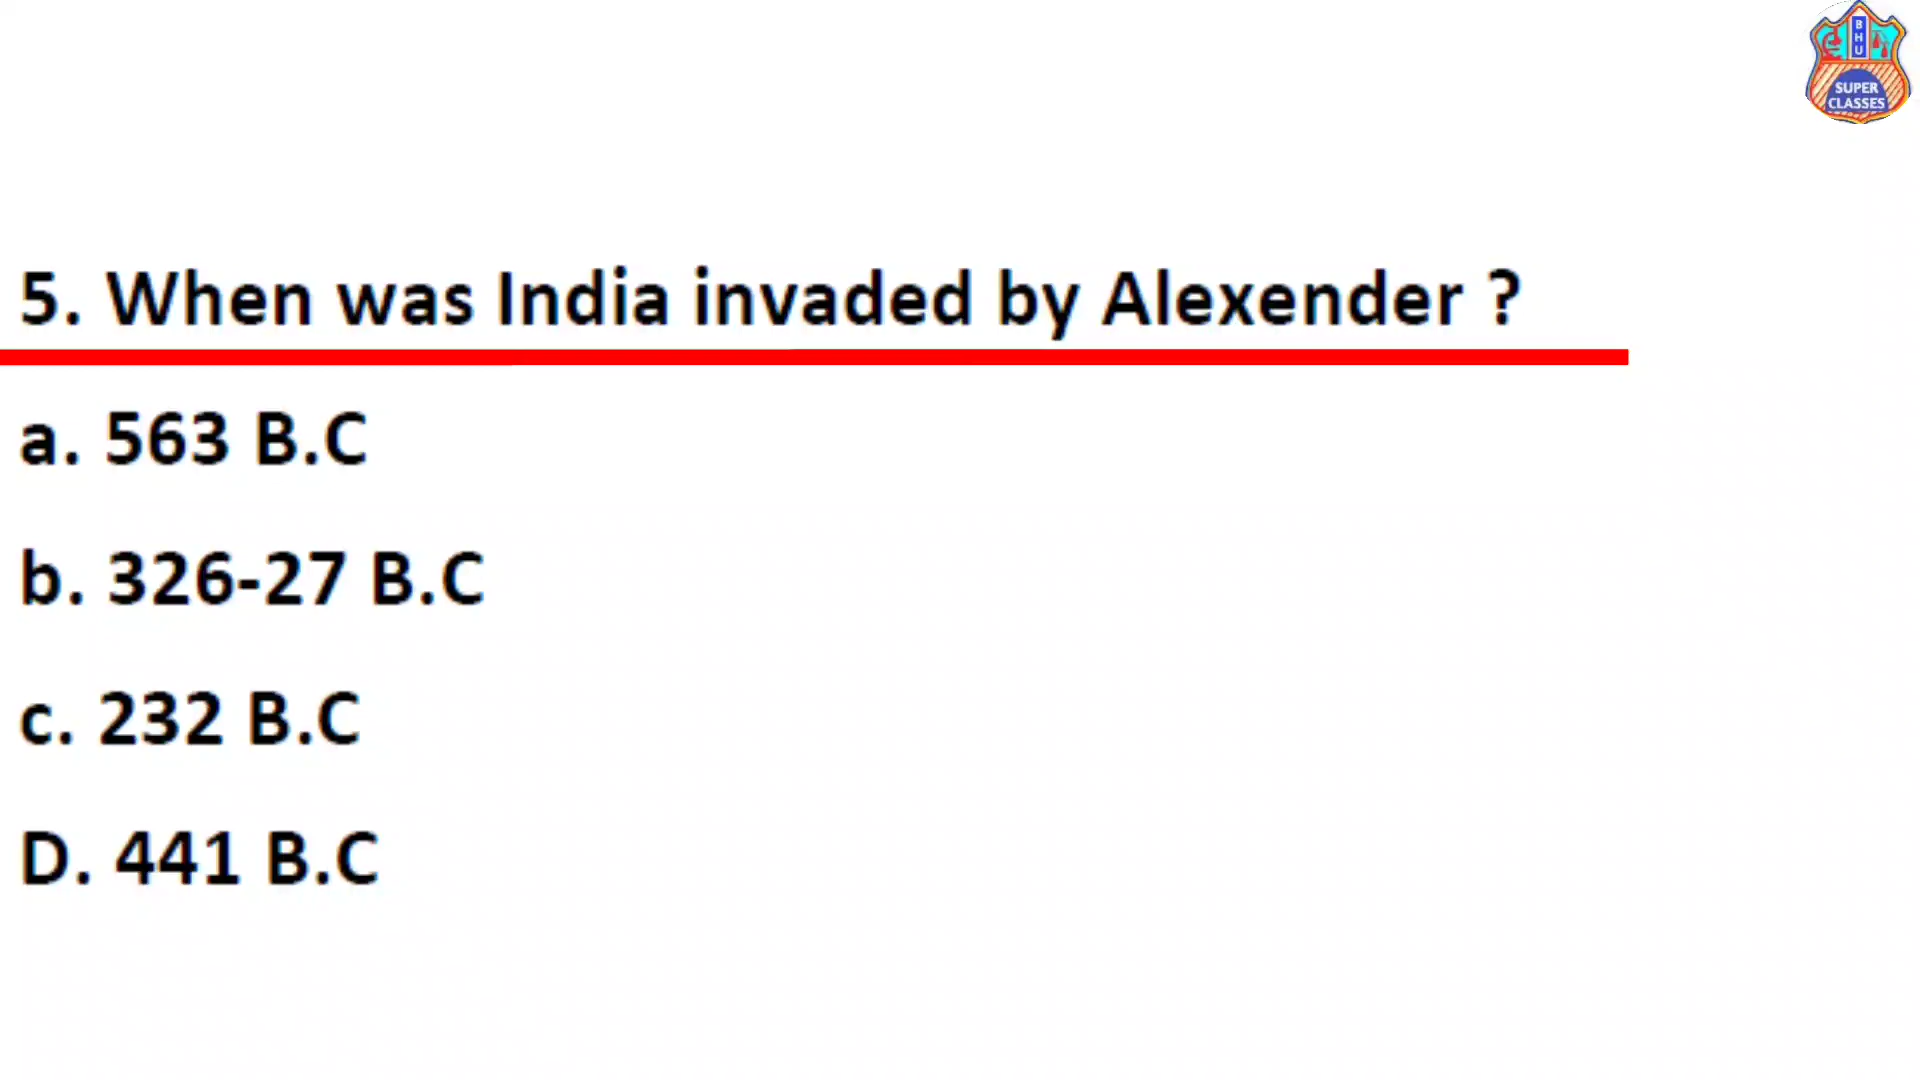 B
H
U
SUPER
CLASSES
5. When was India invaded by Alexender ?
a. 563 B.C
b. 326-27 B.C
c. 232 B.C
D. 441 B.C